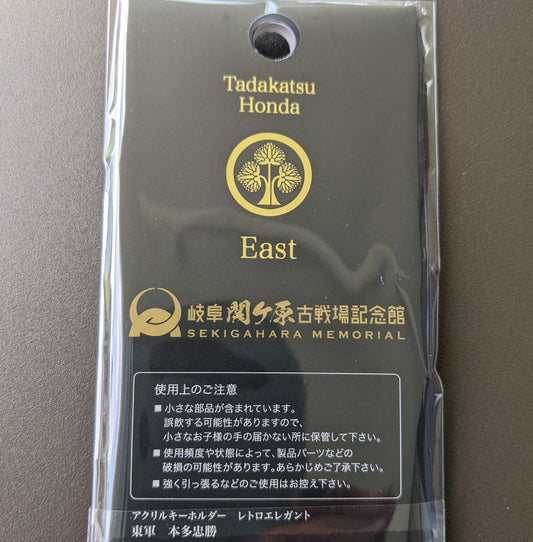 Tadakatsu
Honda
East
岐阜関ケ原古戦場記念館
SEKIGAHARA MEMORIAL
使用上のご注意
■ 小さな部品が含まれています。
誤飲する可能性がありますので、
小さなお子様の手の届かない所に保管して下さい。
■ 使用頻度や状態によって、製品パーツなどの
破損の可能性があります。あらかじめご了承下さい。
■ 強く引っ張るなどのご使用はお控え下さい。
アクリルキーホルダー　レトロエレガント
東軍　本多忠勝